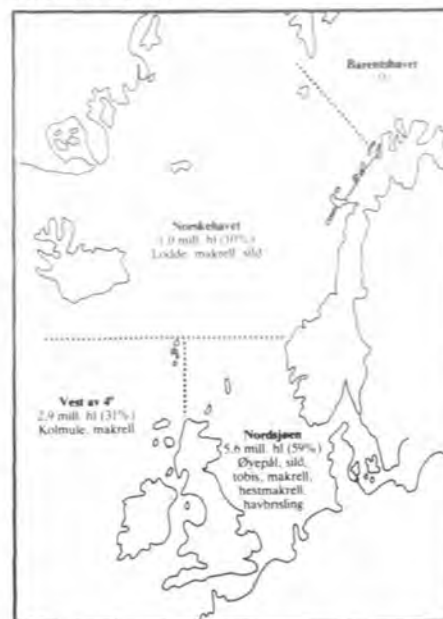 Barentshavet
Norskehavet
1.0 mill. hl (10%)
Lodde, makrell, sild
Vest av 4°
2.9 mill. hl (31%)
Kolmule, makrell
Nordsjøen
5.6 mill. hl (59%)
Øyepål, sild,
tobis, makrell,
hestmakrell,
havbrisling